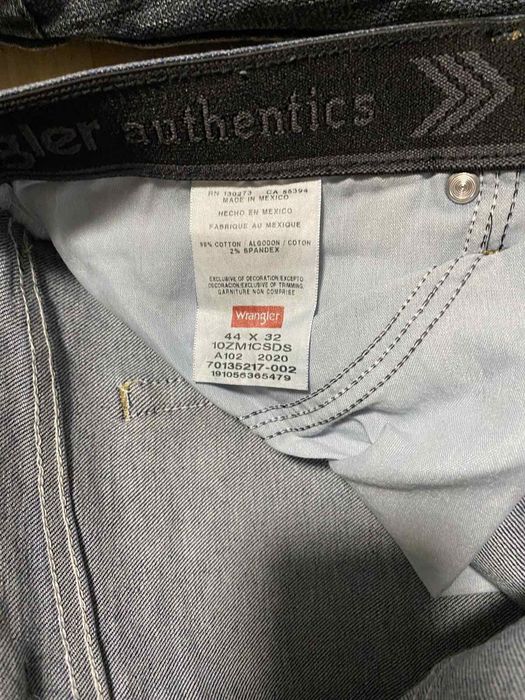 gler authentics
RN 130273 CA 56394
MADE IN MEXICO
HECHO EN MEXICO
FABRIQUE AU MEXIQUE
98% COTTON / ALGODON / COTON
2% SPANDEX
EXCLUSIVE OF DECORATION/EXCEPTO
DECORACION/EXCLUSIVE OF TRIMMING
GARNITURE NON COMPRISE
Wrangler
44 X 32
10ZM1CSDS
A102 2020
70135217-002
191056365479